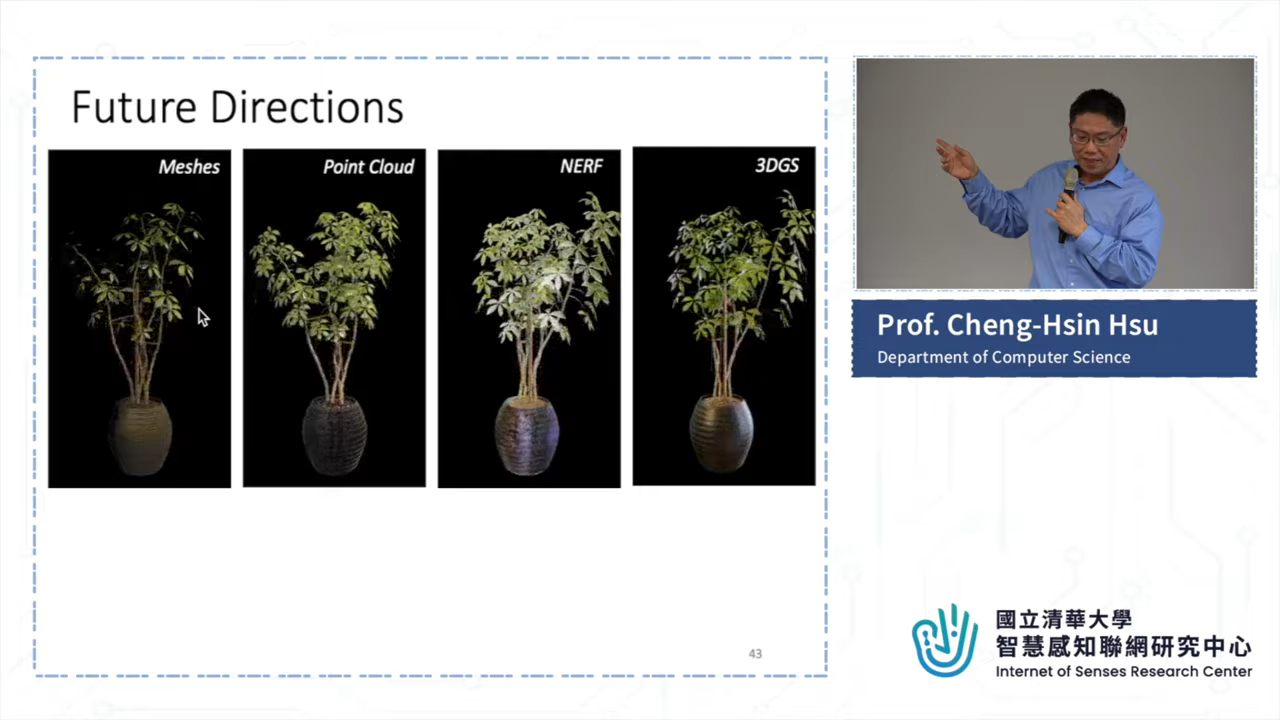 Future Directions
Meshes
Point Cloud
NERF
3DGS
43
Prof. Cheng-Hsin Hsu
Department of Computer Science
國立清華大學
智慧感知聯網研究中心
Internet of Senses Research Center